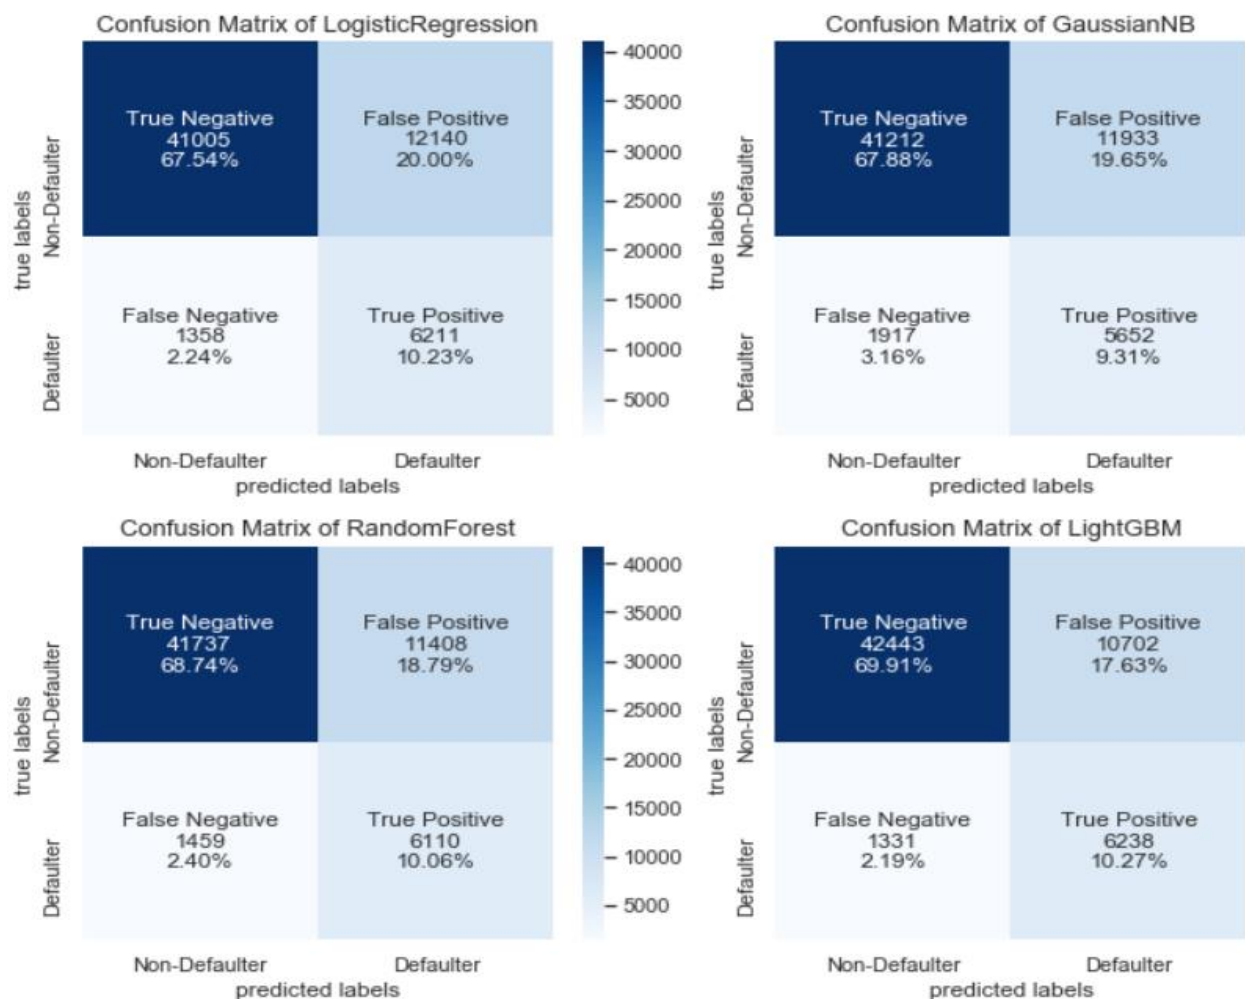 Confusion Matrix of LogisticRegression
true labels
Non-Defaulter
Defaulter
True Negative
41005
67.54%
False Positive
12140
20.00%
False Negative
1358
2.24%
True Positive
6211
10.23%
Non-Defaulter
Defaulter
predicted labels
40000
35000
30000
25000
20000
15000
10000
5000
Confusion Matrix of GaussianNB
true labels
Non-Defaulter
Defaulter
True Negative
41212
67.88%
False Positive
11933
19.65%
False Negative
1917
3.16%
True Positive
5652
9.31%
Non-Defaulter
Defaulter
predicted labels
Confusion Matrix of RandomForest
true labels
Non-Defaulter
Defaulter
True Negative
41737
68.74%
False Positive
11408
18.79%
False Negative
1459
2.40%
True Positive
6110
10.06%
Non-Defaulter
Defaulter
predicted labels
40000
35000
30000
25000
20000
15000
10000
5000
Confusion Matrix of LightGBM
true labels
Non-Defaulter
Defaulter
True Negative
42443
69.91%
False Positive
10702
17.63%
False Negative
1331
2.19%
True Positive
6238
10.27%
Non-Defaulter
Defaulter
predicted labels